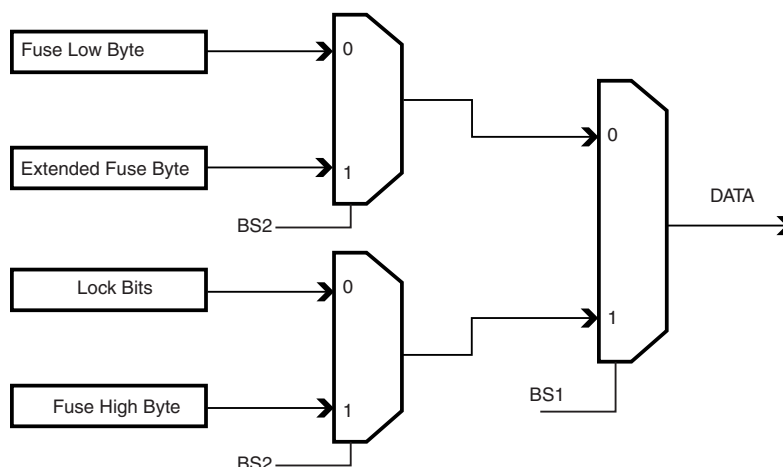 Fuse Low Byte
0
Extended Fuse Byte
1
BS2
0
DATA
Lock Bits
0
1
Fuse High Byte
1
BS1
BS2